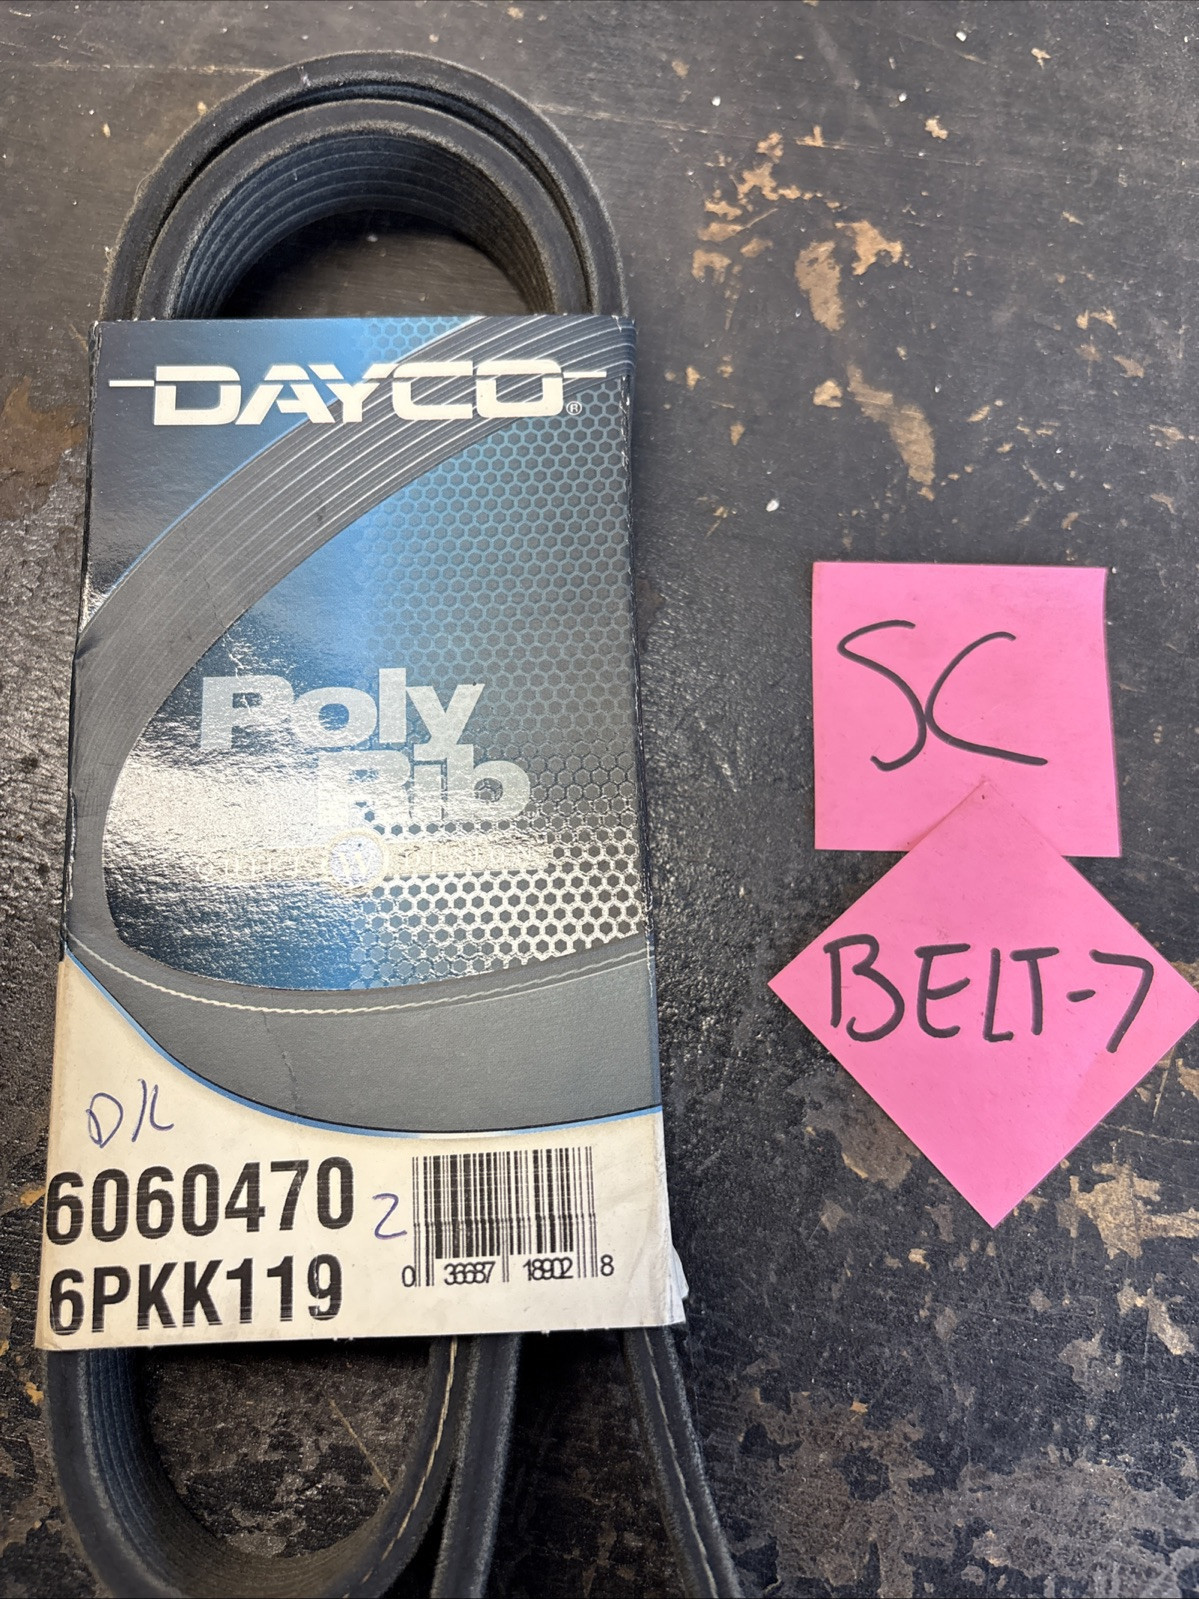 DAYCO®
Poly
Rib
W
SC
BELT-7
DK
6060470
2
6PKK119
0 36687 18902 8